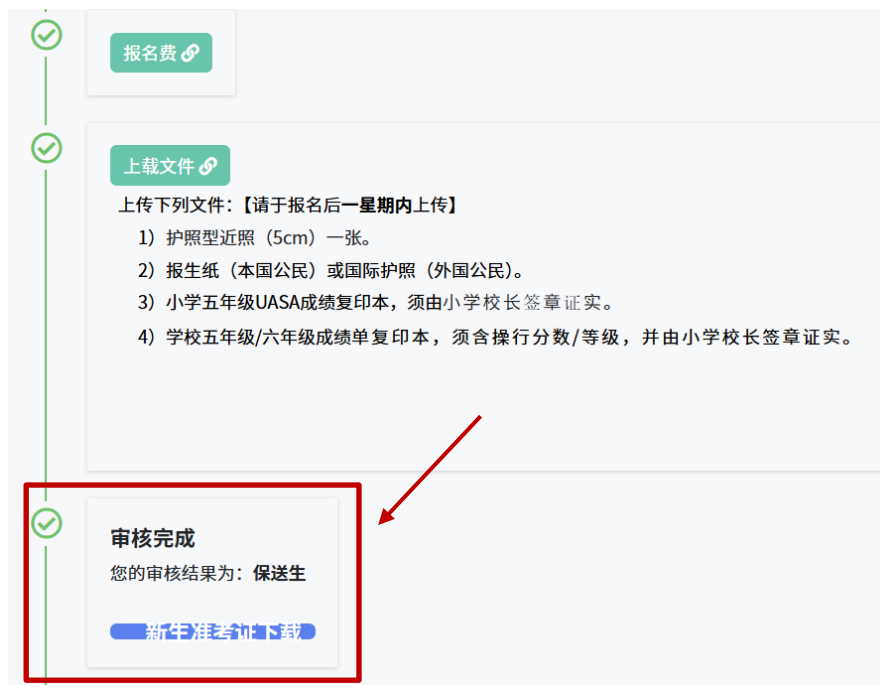 报名费
上载文件
上传下列文件：【请于报名后一星期内上传】
1）护照型近照（5cm）一张。
2）报生纸（本国公民）或国际护照（外国公民）。
3）小学五年级UASA成绩复印本，须由小学校长签章证实。
4）学校五年级/六年级成绩单复印本，须含操行分数/等级，并由小学校长签章证实。
审核完成
您的审核结果为：保送生
新生准考证下载